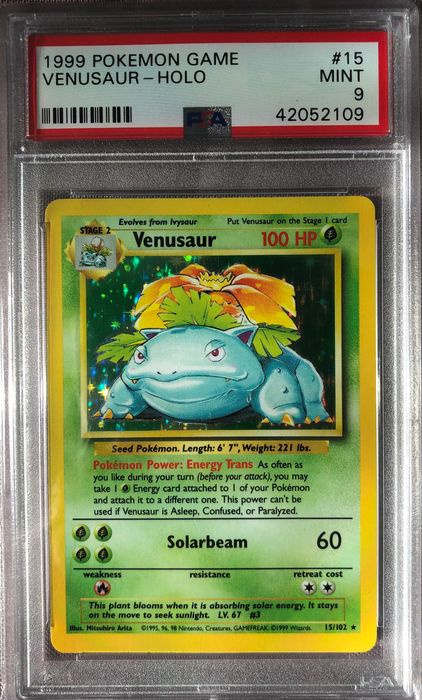 1999 POKEMON GAME #15
VENUSAUR – HOLO MINT
9
PSA 42052109
Evolves from Ivysaur Put Venusaur on the Stage 1 card
STAGE 2
Venusaur 100 HP
Seed Pokémon. Length: 6' 7", Weight: 221 lbs.
Pokémon Power: Energy Trans As often as
you like during your turn (before your attack), you may
take 1 Energy card attached to 1 of your Pokémon
and attach it to a different one. This power can't be
used if Venusaur is Asleep, Confused, or Paralyzed.
Solarbeam 60
weakness resistance retreat cost
This plant blooms when it is absorbing solar energy. It stays
on the move to seek sunlight. LV. 67 #3
Illus. Mitsuhiro Arita ©1995, 96, 98 Nintendo, Creatures, GAMEFREAK. ©1999 Wizards. 15/102 ★